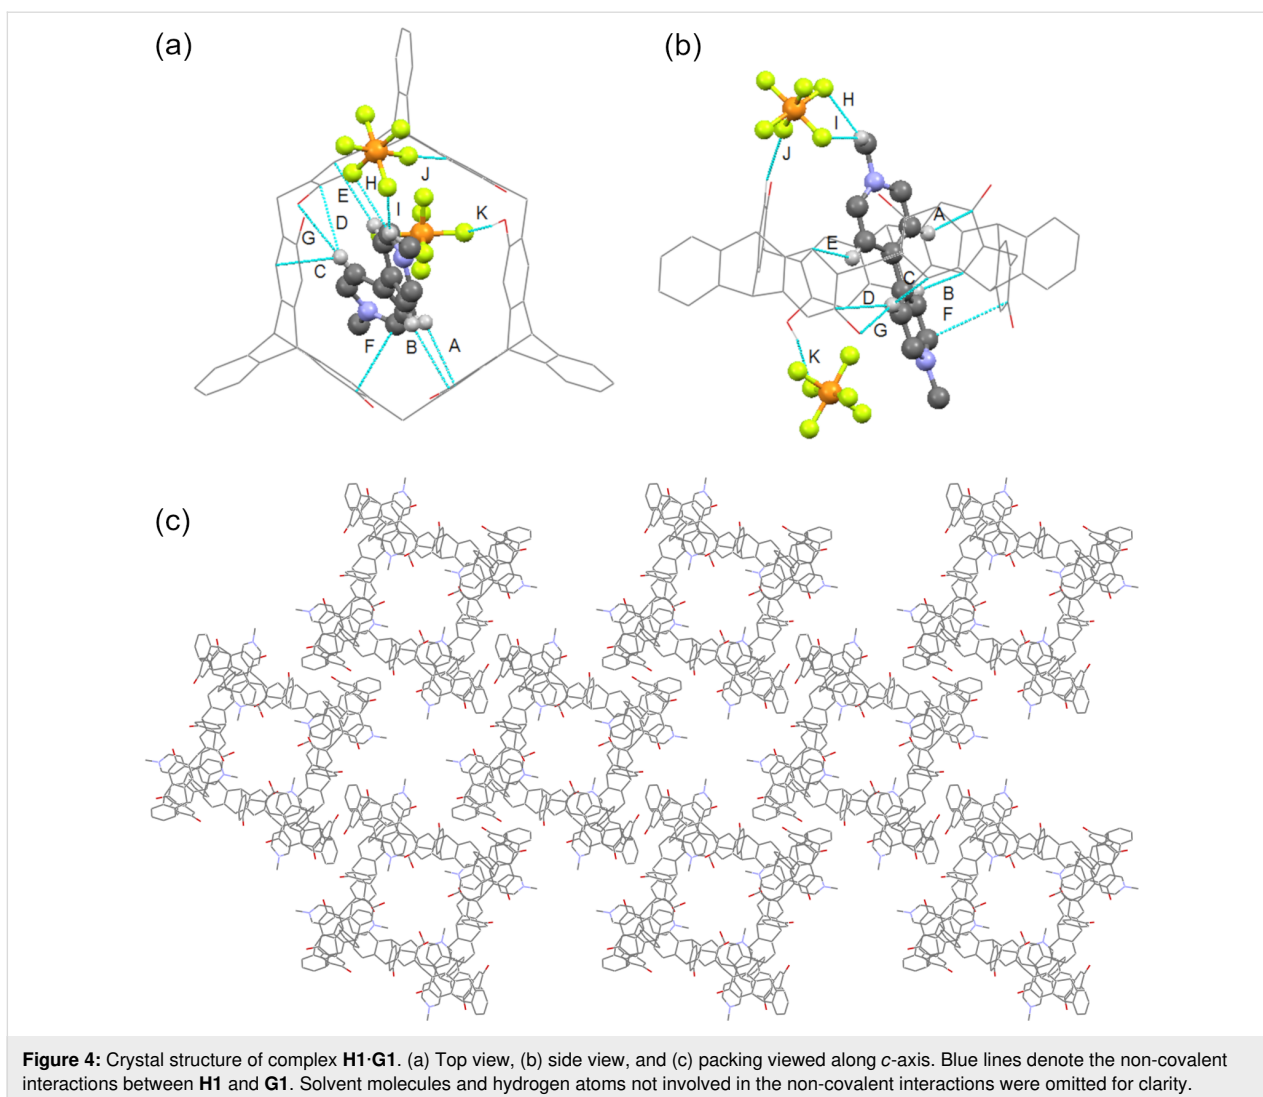 (a)
(b)
H
I
J
J
E
H
D
I
K
G
C
F
B
A
A
E
C
D
B
G
F
K
(c)
Figure 4: Crystal structure of complex H1·G1. (a) Top view, (b) side view, and (c) packing viewed along c-axis. Blue lines denote the non-covalent
interactions between H1 and G1. Solvent molecules and hydrogen atoms not involved in the non-covalent interactions were omitted for clarity.